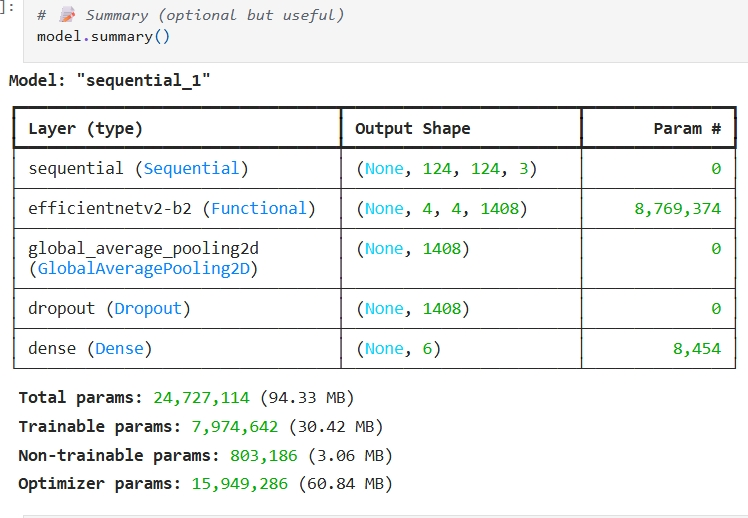 ]:
# 📝 Summary (optional but useful)
model.summary()
Model: "sequential_1"
Layer (type) Output Shape Param #
sequential (Sequential) (None, 124, 124, 3) 0
efficientnetv2-b2 (Functional) (None, 4, 4, 1408) 8,769,374
global_average_pooling2d (None, 1408) 0
(GlobalAveragePooling2D)
dropout (Dropout) (None, 1408) 0
dense (Dense) (None, 6) 8,454
Total params: 24,727,114 (94.33 MB)
Trainable params: 7,974,642 (30.42 MB)
Non-trainable params: 803,186 (3.06 MB)
Optimizer params: 15,949,286 (60.84 MB)